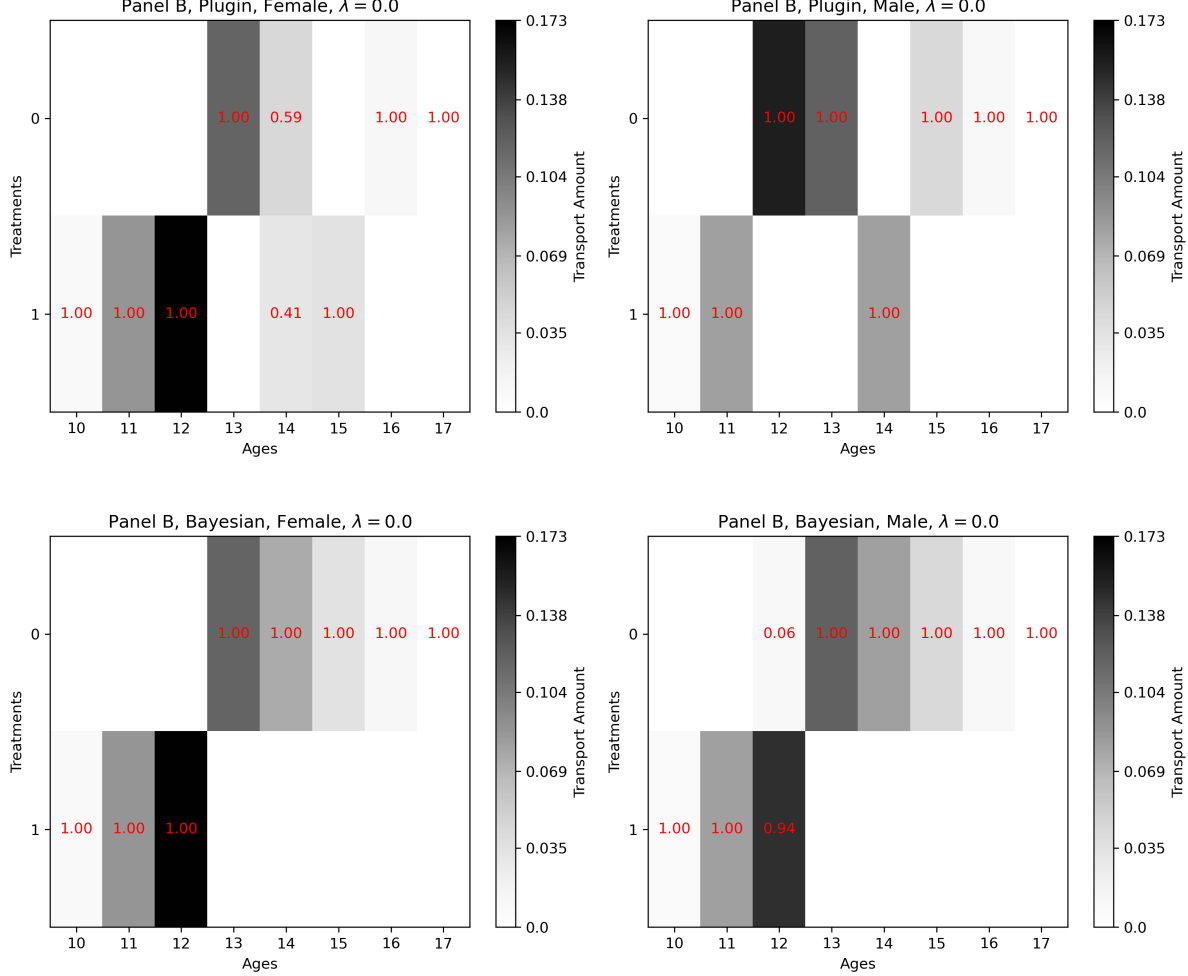 Panel B, Plugin, Female, λ = 0.0
Treatments
0
1
1.00 0.59 1.00 1.00
1.00 1.00 1.00 0.41 1.00
10 11 12 13 14 15 16 17
Ages
0.173
0.138
0.104
0.069
0.035
0.0
Transport Amount
Panel B, Plugin, Male, λ = 0.0
Treatments
0
1
1.00 1.00 1.00 1.00 1.00
1.00 1.00 1.00
10 11 12 13 14 15 16 17
Ages
0.173
0.138
0.104
0.069
0.035
0.0
Transport Amount
Panel B, Bayesian, Female, λ = 0.0
Treatments
0
1
1.00 1.00 1.00 1.00 1.00
1.00 1.00 1.00
10 11 12 13 14 15 16 17
Ages
0.173
0.138
0.104
0.069
0.035
0.0
Transport Amount
Panel B, Bayesian, Male, λ = 0.0
Treatments
0
1
0.06 1.00 1.00 1.00 1.00 1.00
1.00 1.00 0.94
10 11 12 13 14 15 16 17
Ages
0.173
0.138
0.104
0.069
0.035
0.0
Transport Amount